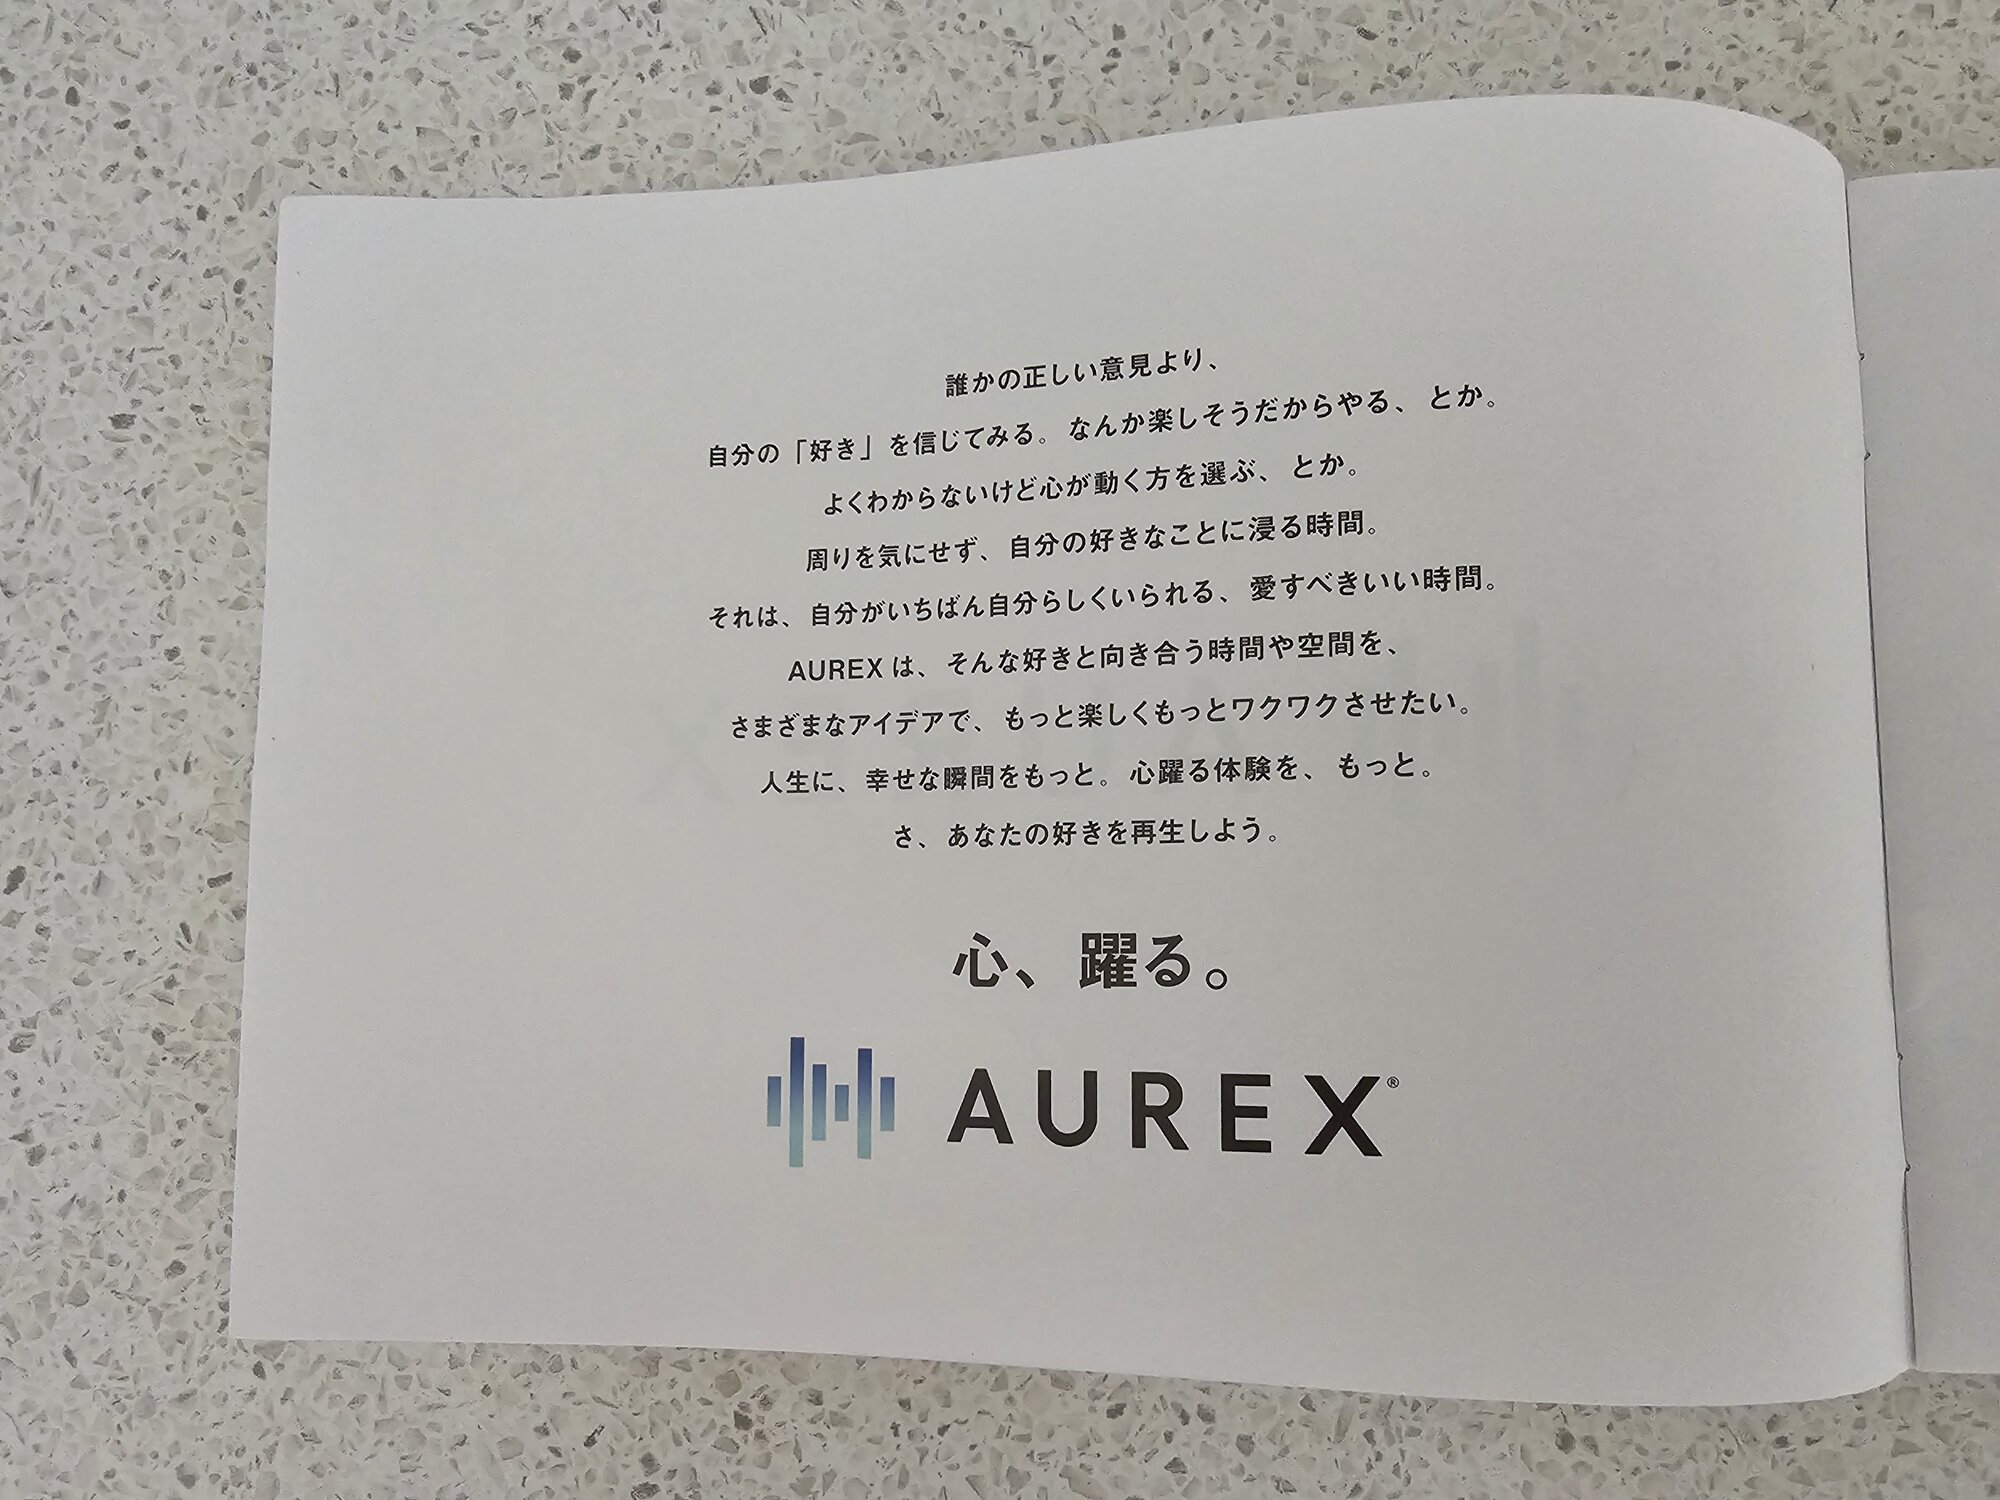 誰かの正しい意見より、
自分の「好き」を信じてみる。なんか楽しそうだからやる、とか。
よくわからないけど心が動く方を選ぶ、とか。
周りを気にせず、自分の好きなことに浸る時間。
それは、自分がいちばん自分らしくいられる、愛すべきいい時間。
AUREXは、そんな好きと向き合う時間や空間を、
さまざまなアイデアで、もっと楽しくもっとワクワクさせたい。
人生に、幸せな瞬間をもっと。心躍る体験を、もっと。
さ、あなたの好きを再生しよう。
心、躍る。
AUREX®